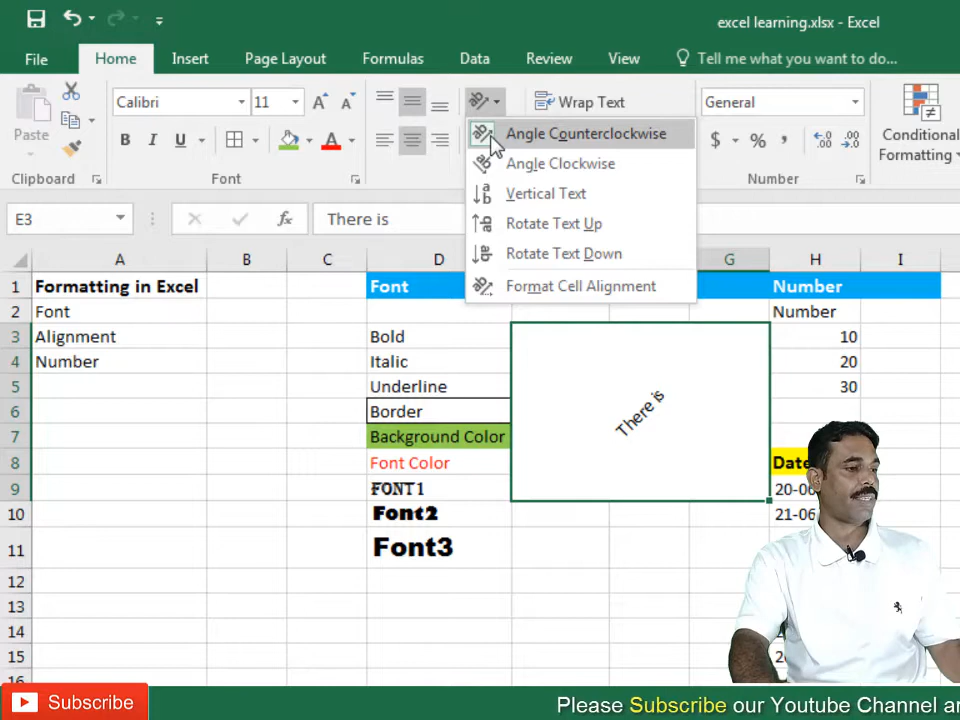 excel learning.xlsx - Excel
File Home Insert Page Layout Formulas Data Review View Tell me what you want to do...
Paste
Calibri 11
B I U A
Wrap Text
General
$ % ,
Conditional
Formatting
Clipboard Font Number
Angle Counterclockwise
Angle Clockwise
Vertical Text
Rotate Text Up
Rotate Text Down
Format Cell Alignment
E3 fx There is
A B C D G H I
1 Formatting in Excel Font Number
2 Font Number
3 Alignment Bold 10
4 Number Italic 20
5 Underline 30
6 Border
There is
7 Background Color
8 Font Color Date
9 FONT1 20-06
10 Font2 21-06
11 Font3
12
13
14
15
16
Subscribe
Please Subscribe our Youtube Channel